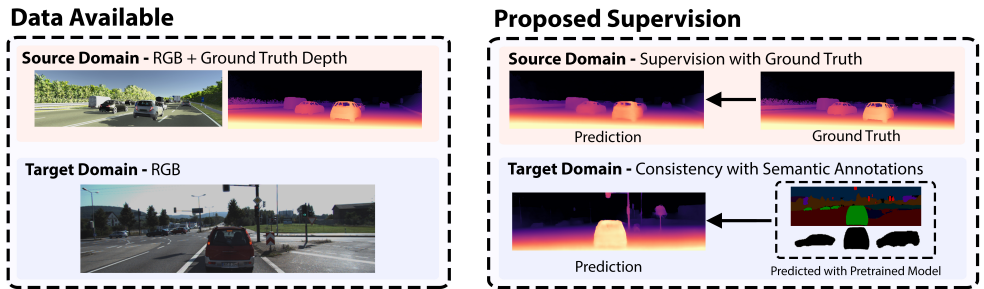 Data Available
Source Domain - RGB + Ground Truth Depth
Target Domain - RGB
Proposed Supervision
Source Domain - Supervision with Ground Truth
Prediction
Ground Truth
Target Domain - Consistency with Semantic Annotations
Prediction
Predicted with Pretrained Model